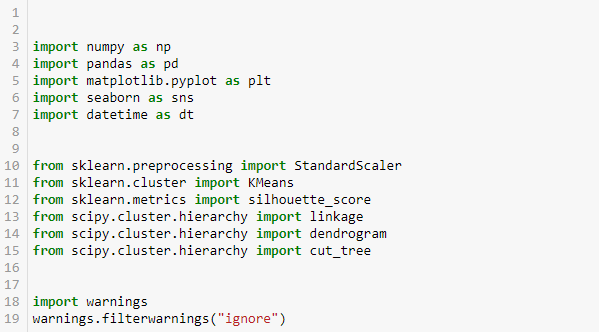 1
2
3 import numpy as np
4 import pandas as pd
5 import matplotlib.pyplot as plt
6 import seaborn as sns
7 import datetime as dt
8
9
10 from sklearn.preprocessing import StandardScaler
11 from sklearn.cluster import KMeans
12 from sklearn.metrics import silhouette_score
13 from scipy.cluster.hierarchy import linkage
14 from scipy.cluster.hierarchy import dendrogram
15 from scipy.cluster.hierarchy import cut_tree
16
17
18 import warnings
19 warnings.filterwarnings("ignore")